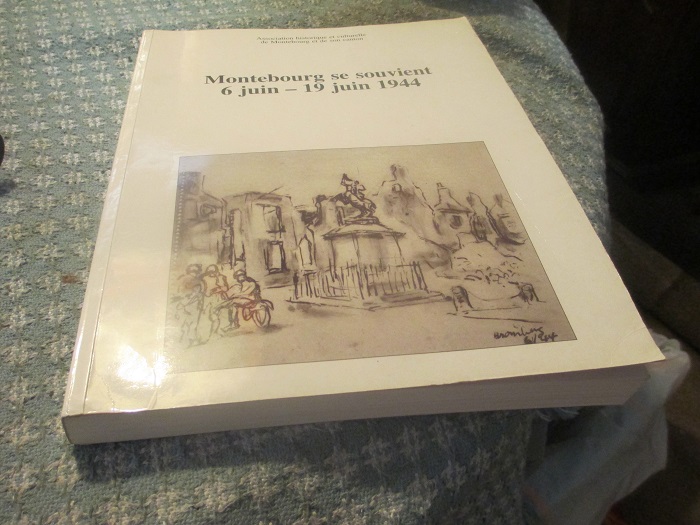 Association historique et culturelle
de Montebourg et de son canton
Montebourg se souvient
6 juin – 19 juin 1944